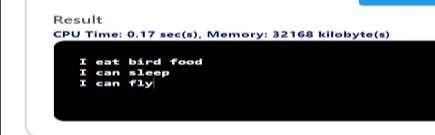 Result
CPU Time: 0.17 sec(s), Memory: 32168 kilobyte(s)
I eat bird food
I can sleep
I can fly